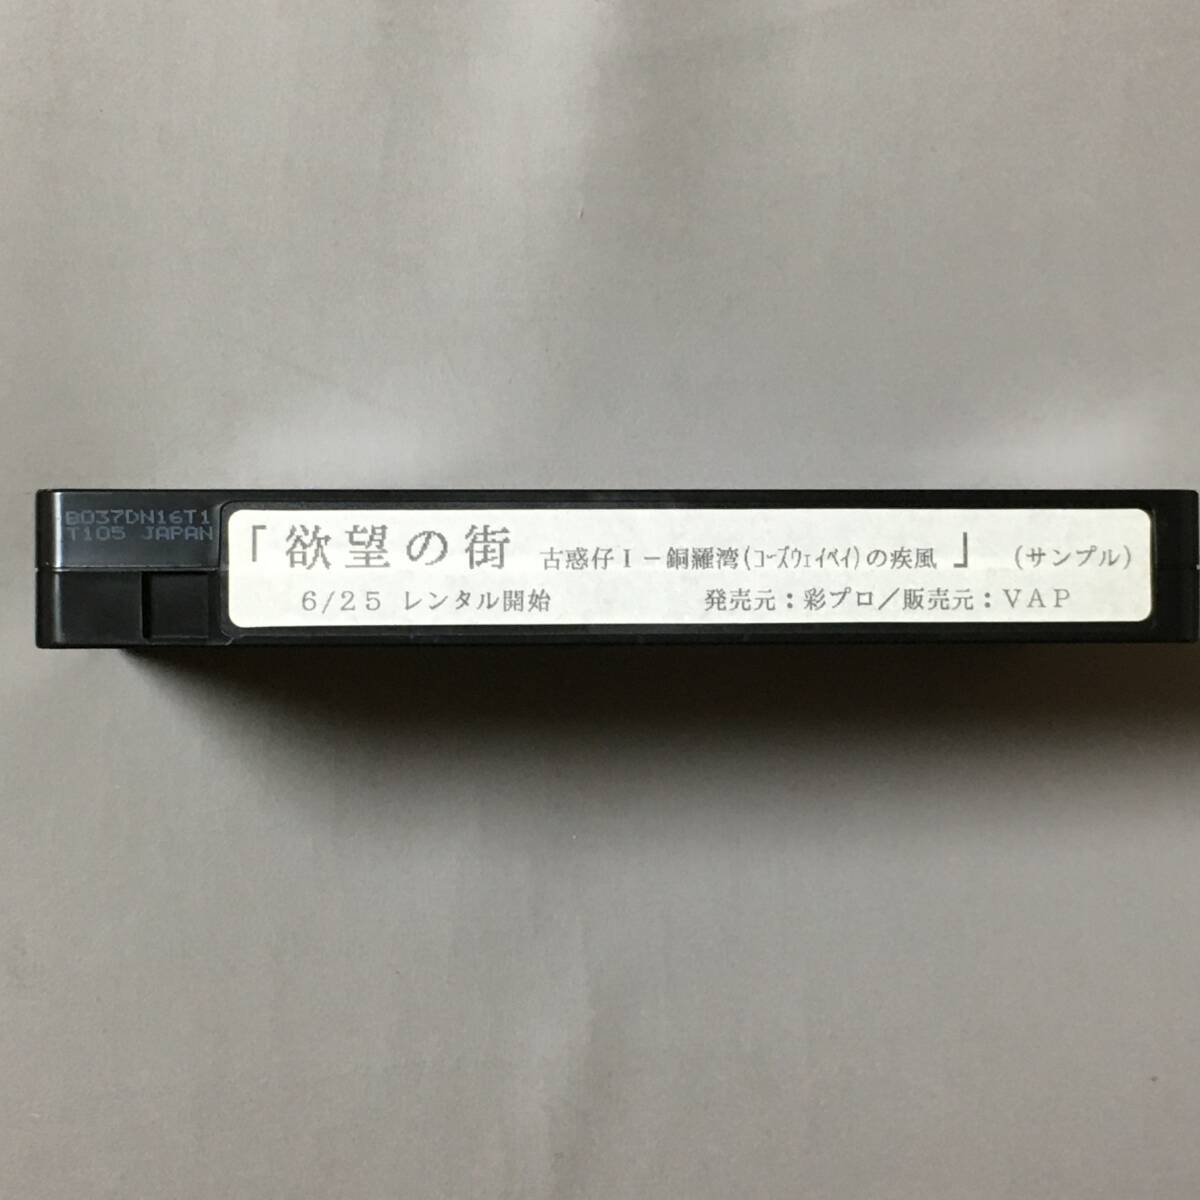 B037DN16T1
T105 JAPAN
「欲望の街 古惑仔Ⅰ－銅羅湾(ｺｰｽﾞｳｪｲﾍﾞｲ)の疾風」 (サンプル)
6/25 レンタル開始 発売元：彩プロ／販売元：VAP